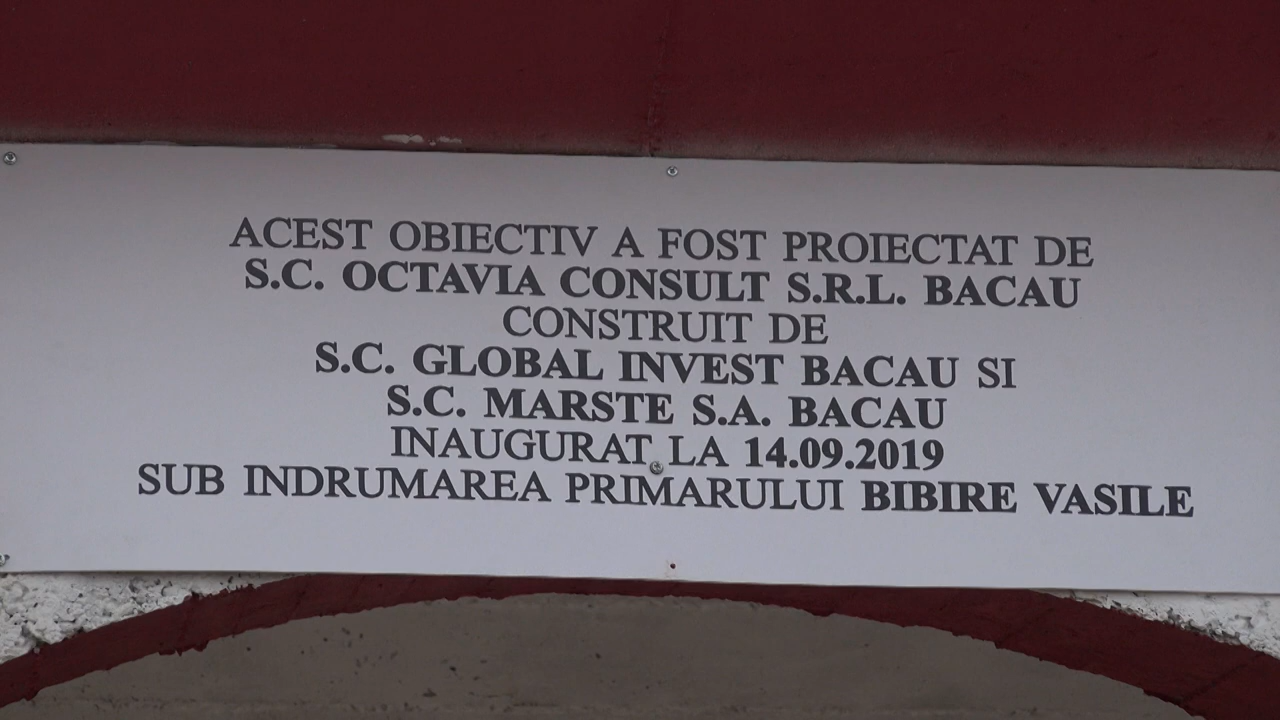 ACEST OBIECTIV A FOST PROIECTAT DE
S.C. OCTAVIA CONSULT S.R.L. BACAU
CONSTRUIT DE
S.C. GLOBAL INVEST BACAU SI
S.C. MARSTE S.A. BACAU
INAUGURAT LA 14.09.2019
SUB INDRUMAREA PRIMARULUI BIBIRE VASILE